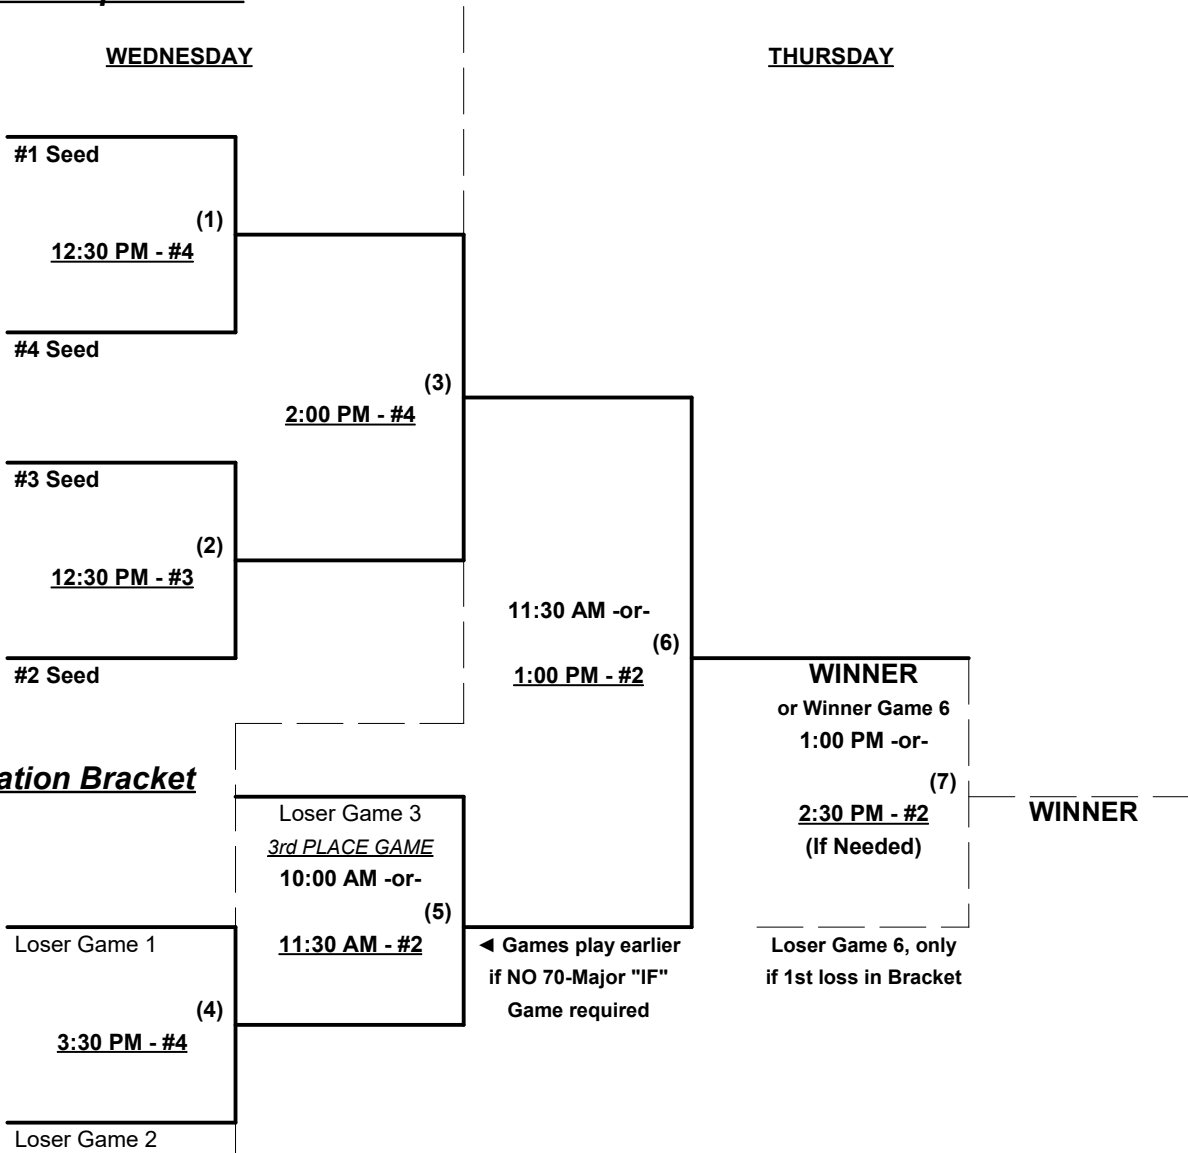 WEDNESDAY
THURSDAY
#1 Seed
(1)
12:30 PM - #4
#4 Seed
(3)
2:00 PM - #4
#3 Seed
(2)
12:30 PM - #3
#2 Seed
11:30 AM -or-
(6)
1:00 PM - #2
WINNER
or Winner Game 6
1:00 PM -or-
(7)
2:30 PM - #2
(If Needed)
WINNER
Loser Game 6, only
if 1st loss in Bracket
ation Bracket
Loser Game 3
3rd PLACE GAME
10:00 AM -or-
(5)
11:30 AM - #2
◄ Games play earlier
if NO 70-Major "IF"
Game required
Loser Game 1
(4)
3:30 PM - #4
Loser Game 2